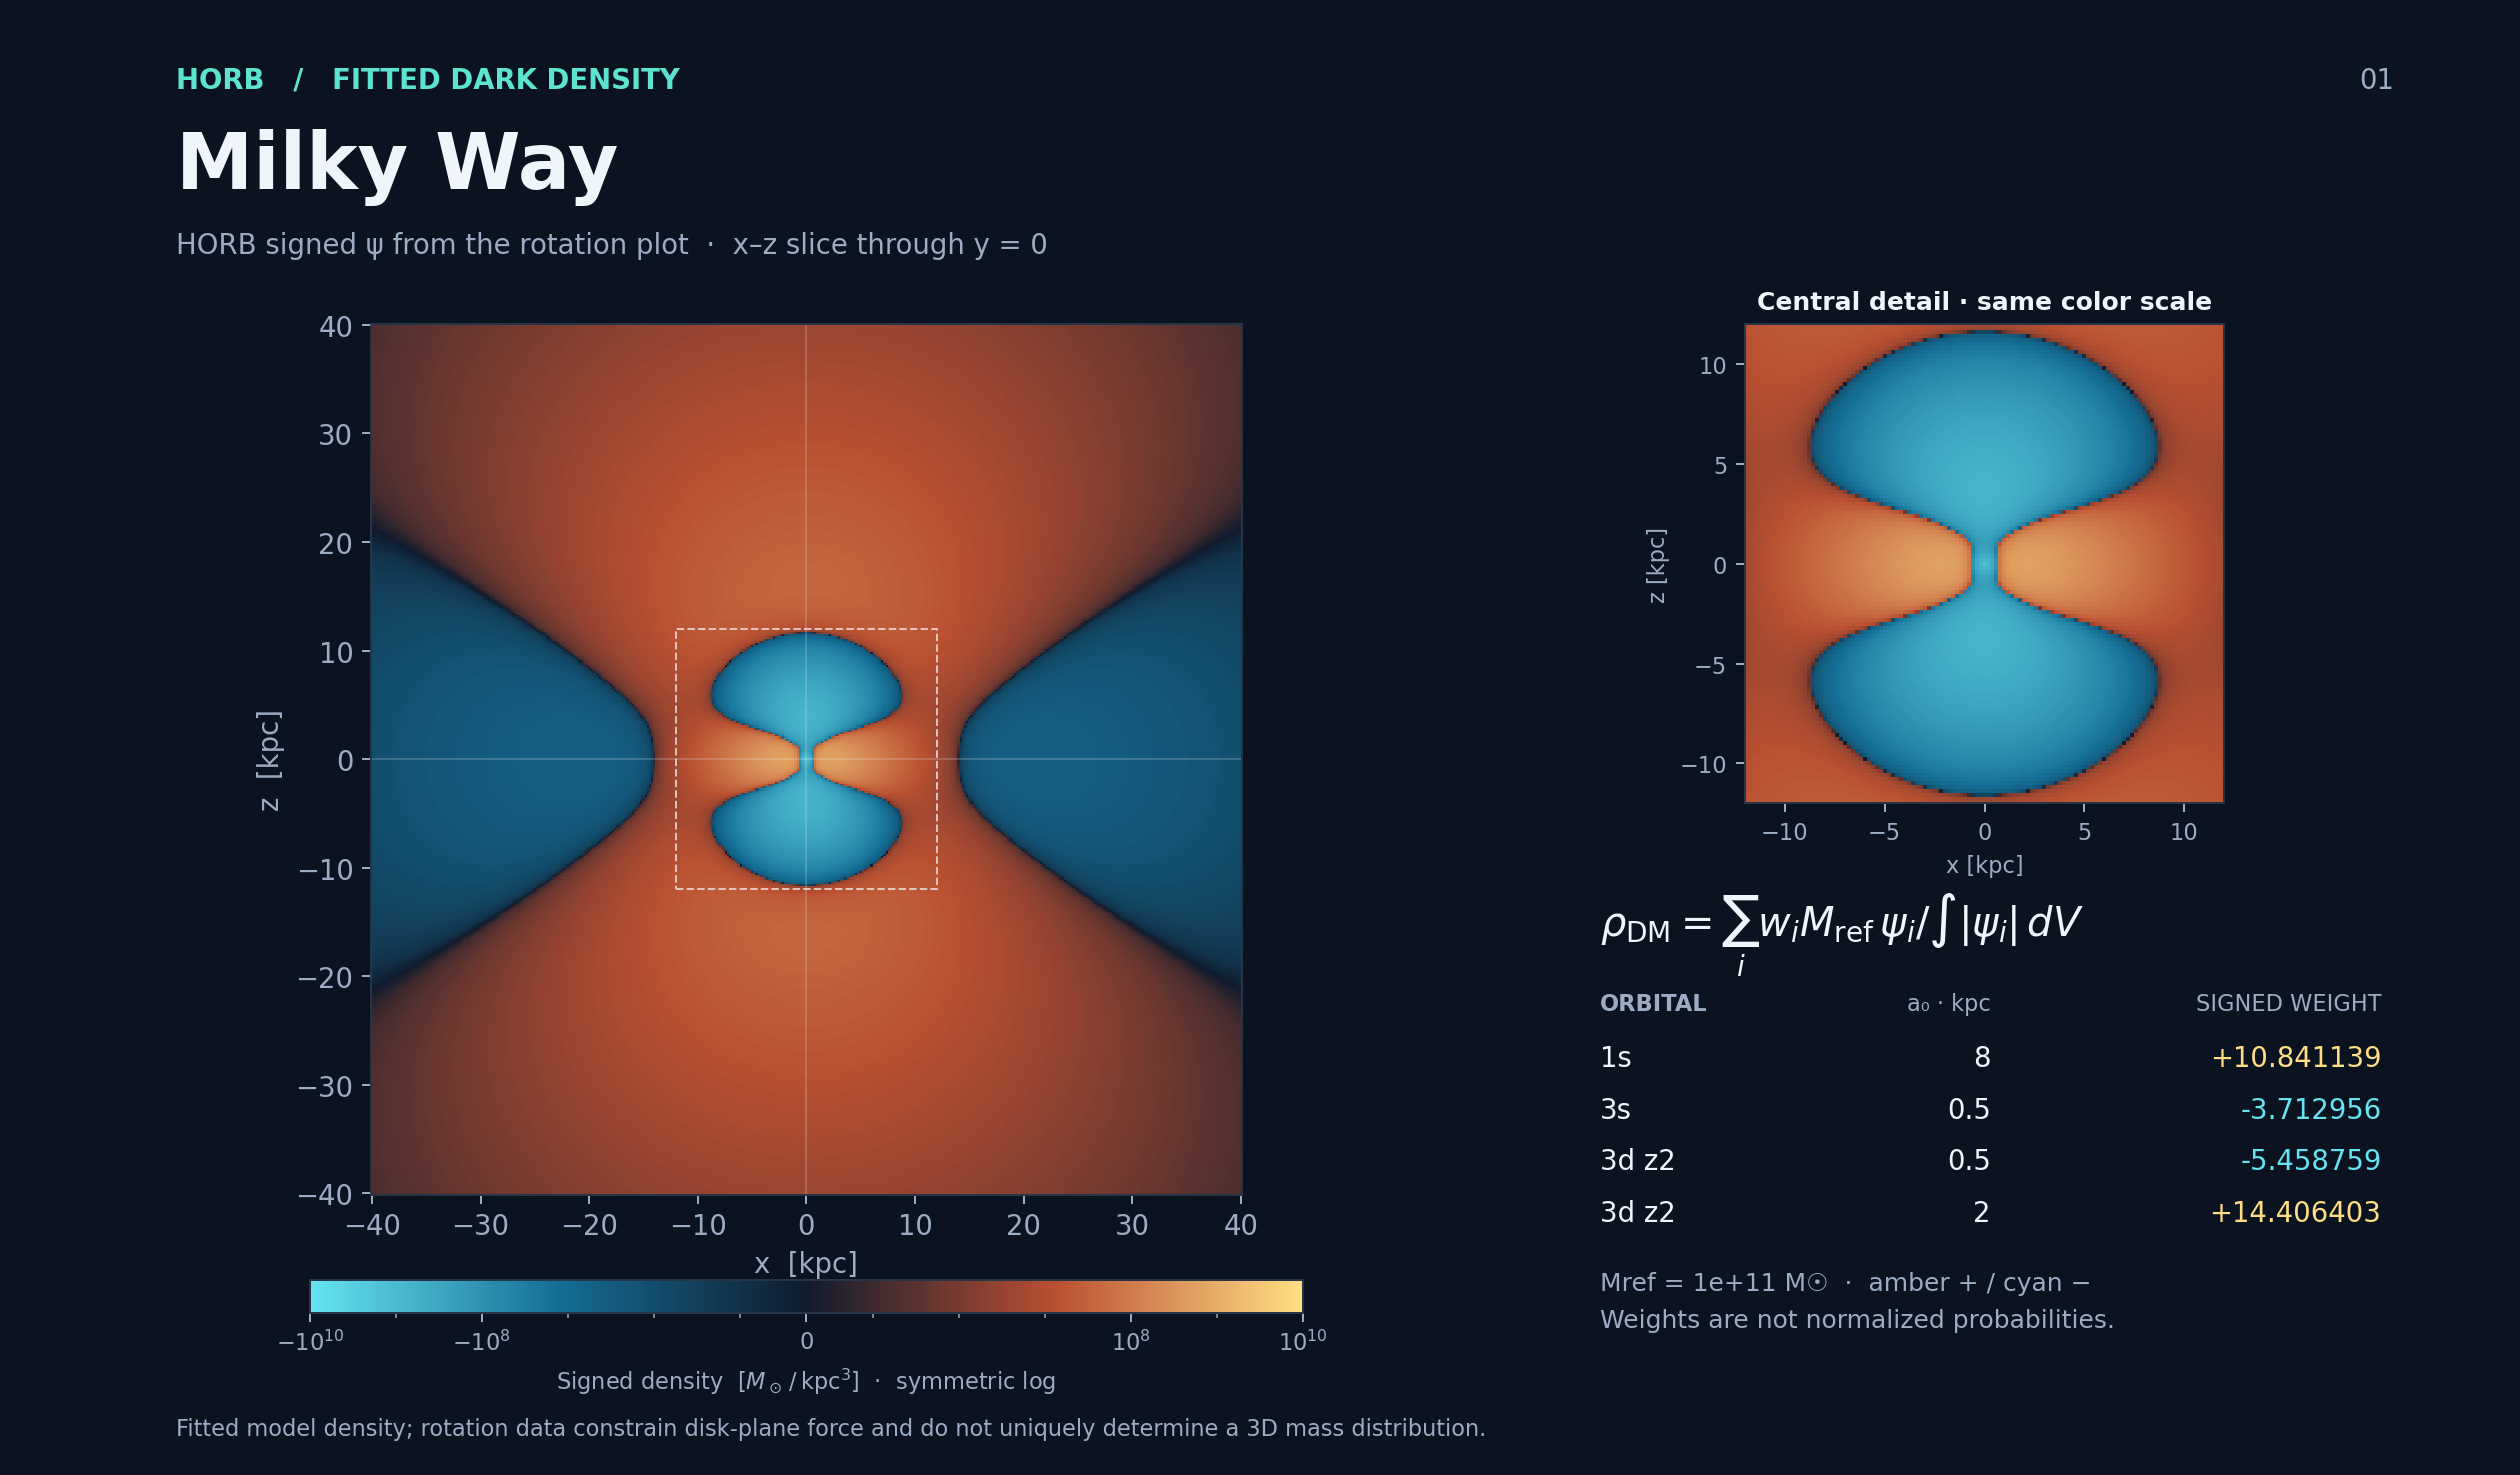 HORB / FITTED DARK DENSITY
01
Milky Way
HORB signed ψ from the rotation plot · x–z slice through y = 0
40
30
20
10
0
−10
−20
−30
−40
z [kpc]
−40 −30 −20 −10 0 10 20 30 40
x [kpc]
−10¹⁰ −10⁸ 0 10⁸ 10¹⁰
Signed density [M☉ / kpc³] · symmetric log
Central detail · same color scale
10
5
0
−5
−10
z [kpc]
−10 −5 0 5 10
x [kpc]
ρDM = ∑i wi Mref ψi / ∫ |ψi| dV
ORBITAL a₀ · kpc SIGNED WEIGHT
1s 8 +10.841139
3s 0.5 -3.712956
3d z2 0.5 -5.458759
3d z2 2 +14.406403
Mref = 1e+11 M☉ · amber + / cyan −
Weights are not normalized probabilities.
Fitted model density; rotation data constrain disk-plane force and do not uniquely determine a 3D mass distribution.